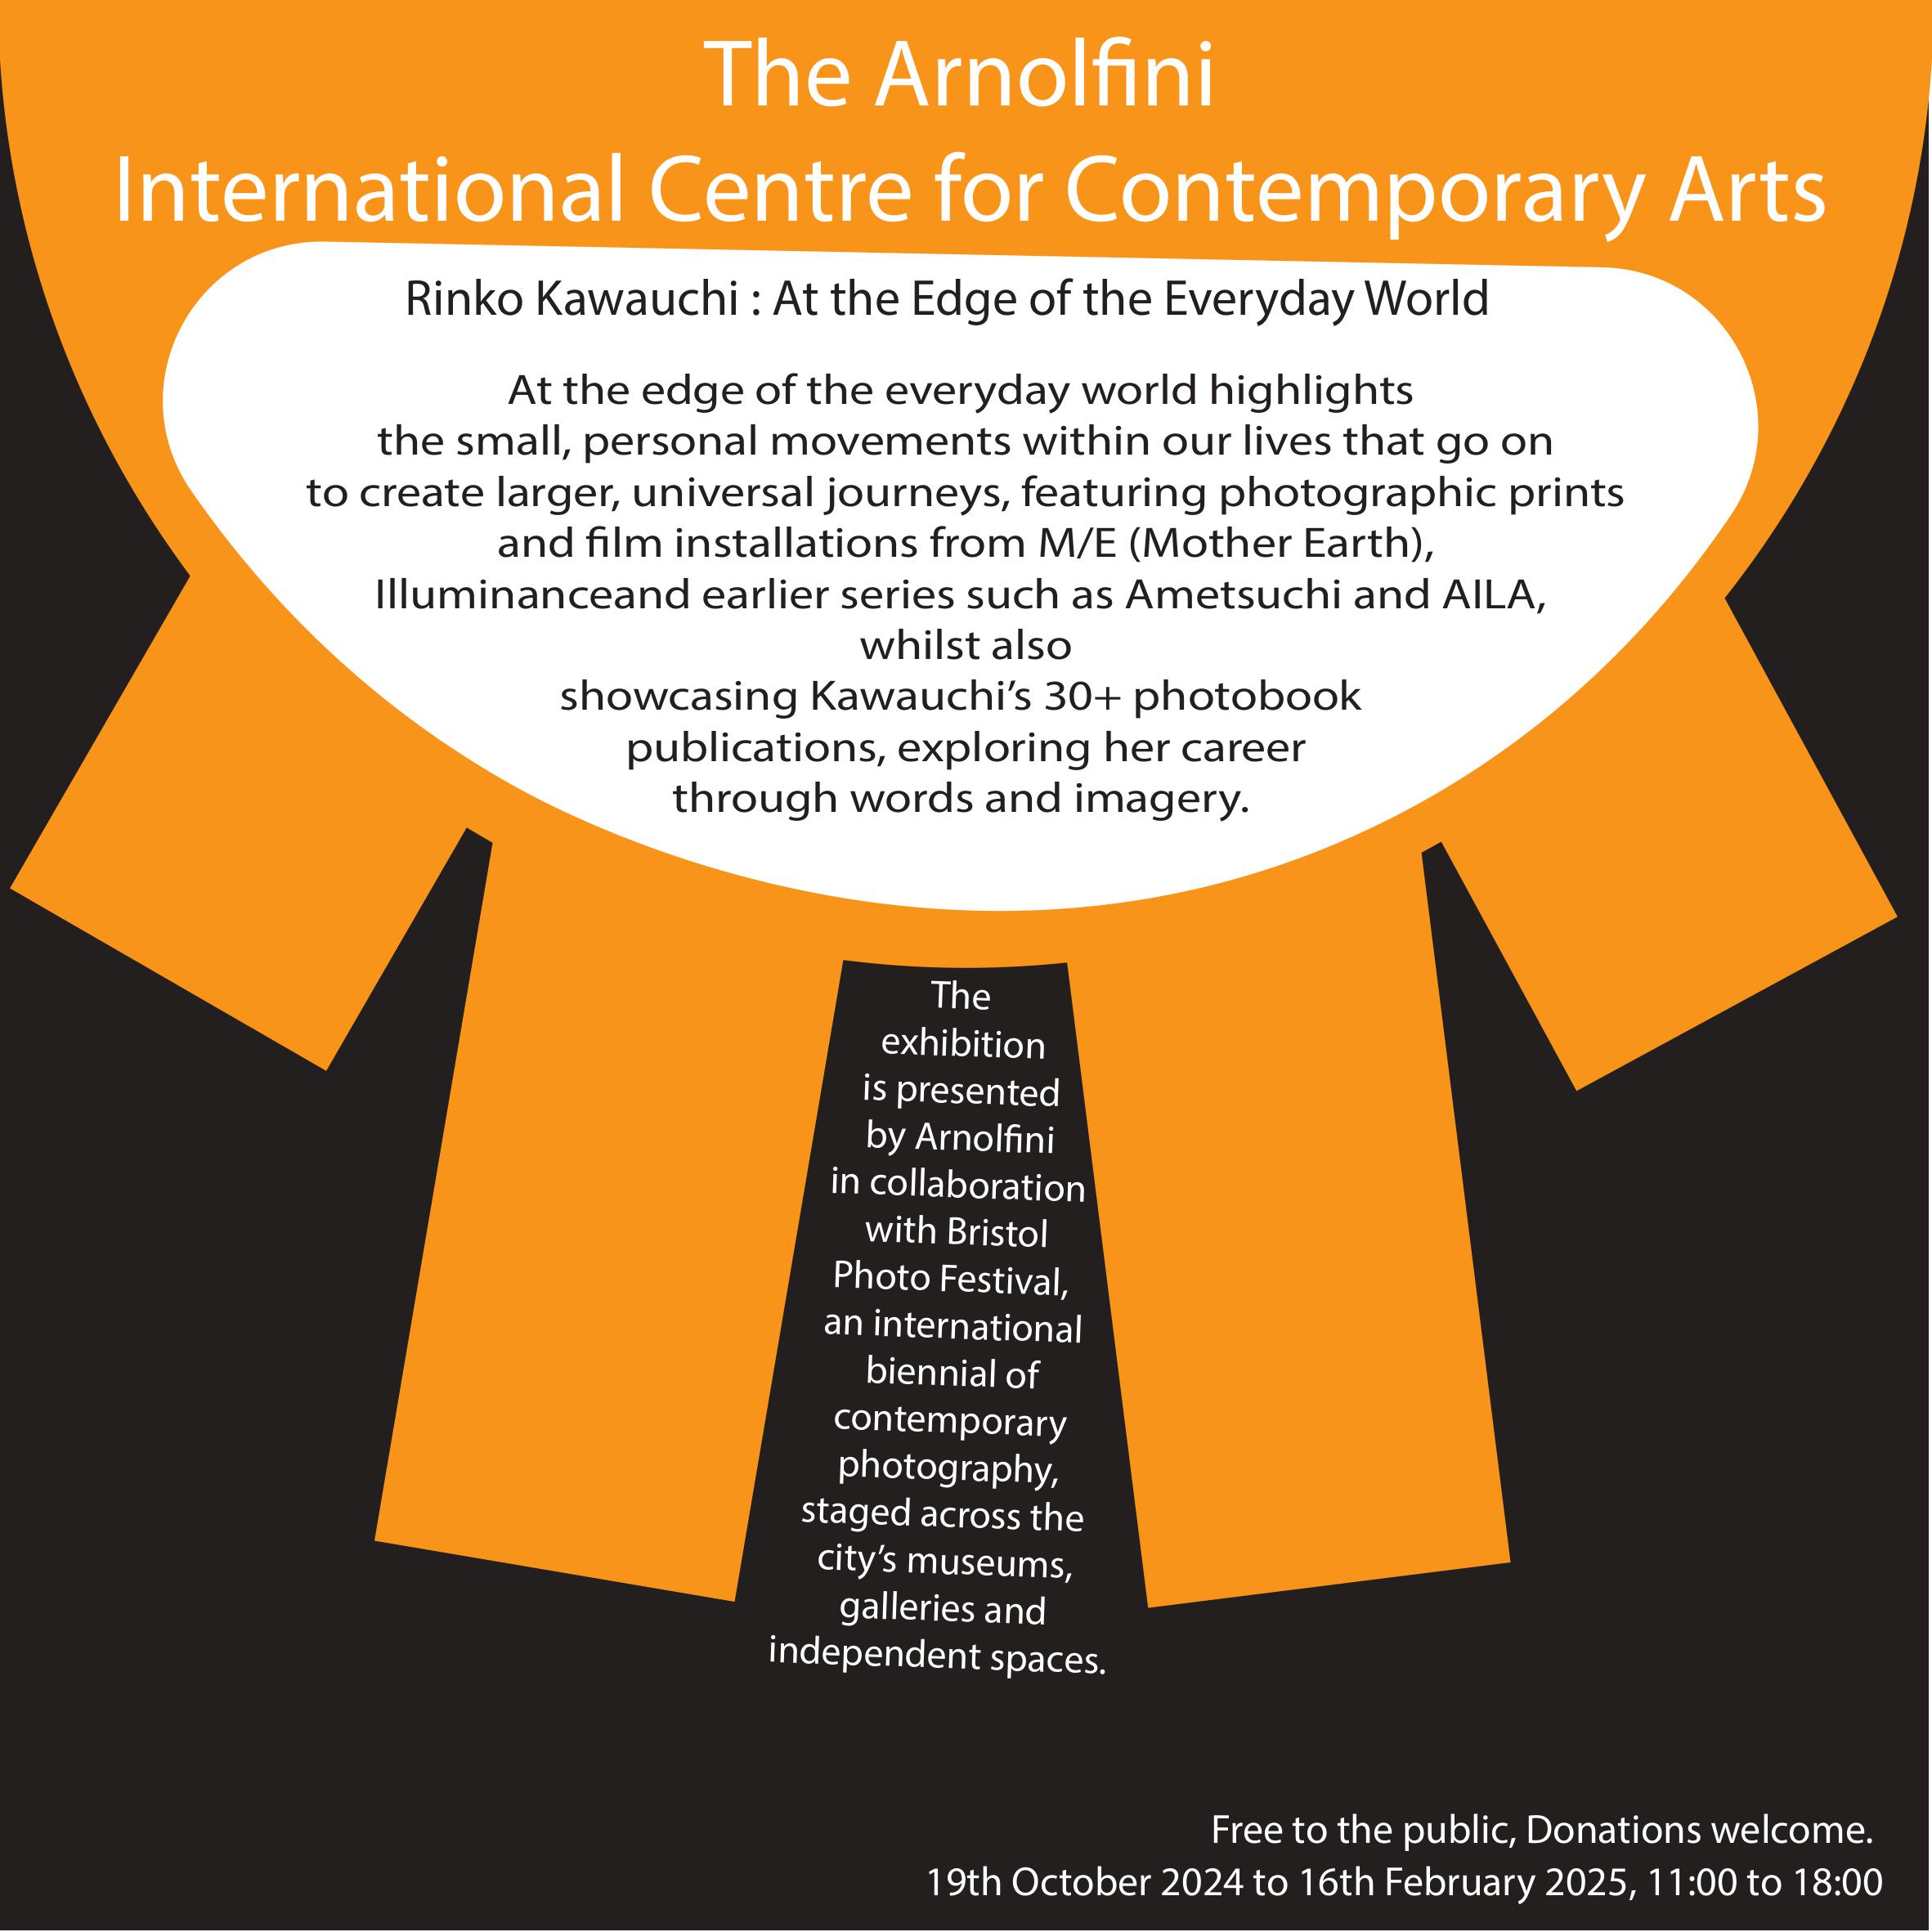 The Arnolfini
International Centre for Contemporary Arts
Rinko Kawauchi : At the Edge of the Everyday World
At the edge of the everyday world highlights
the small, personal movements within our lives that go on
to create larger, universal journeys, featuring photographic prints
and film installations from M/E (Mother Earth),
Illuminanceand earlier series such as Ametsuchi and AILA,
whilst also
showcasing Kawauchi’s 30+ photobook
publications, exploring her career
through words and imagery.
The
exhibition
is presented
by Arnolfini
in collaboration
with Bristol
Photo Festival,
an international
biennial of
contemporary
photography,
staged across the
city’s museums,
galleries and
independent spaces.
Free to the public, Donations welcome.
19th October 2024 to 16th February 2025, 11:00 to 18:00